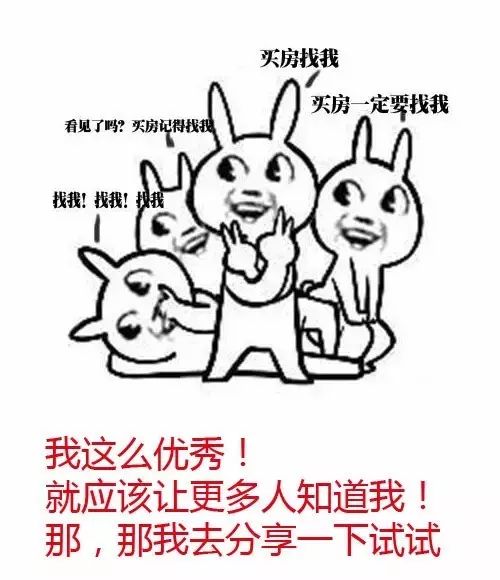 买房找我
买房一定要找我
看见了吗？买房记得找我
找我！找我！找我
我这么优秀！
就应该让更多人知道我！
那，那我去分享一下试试